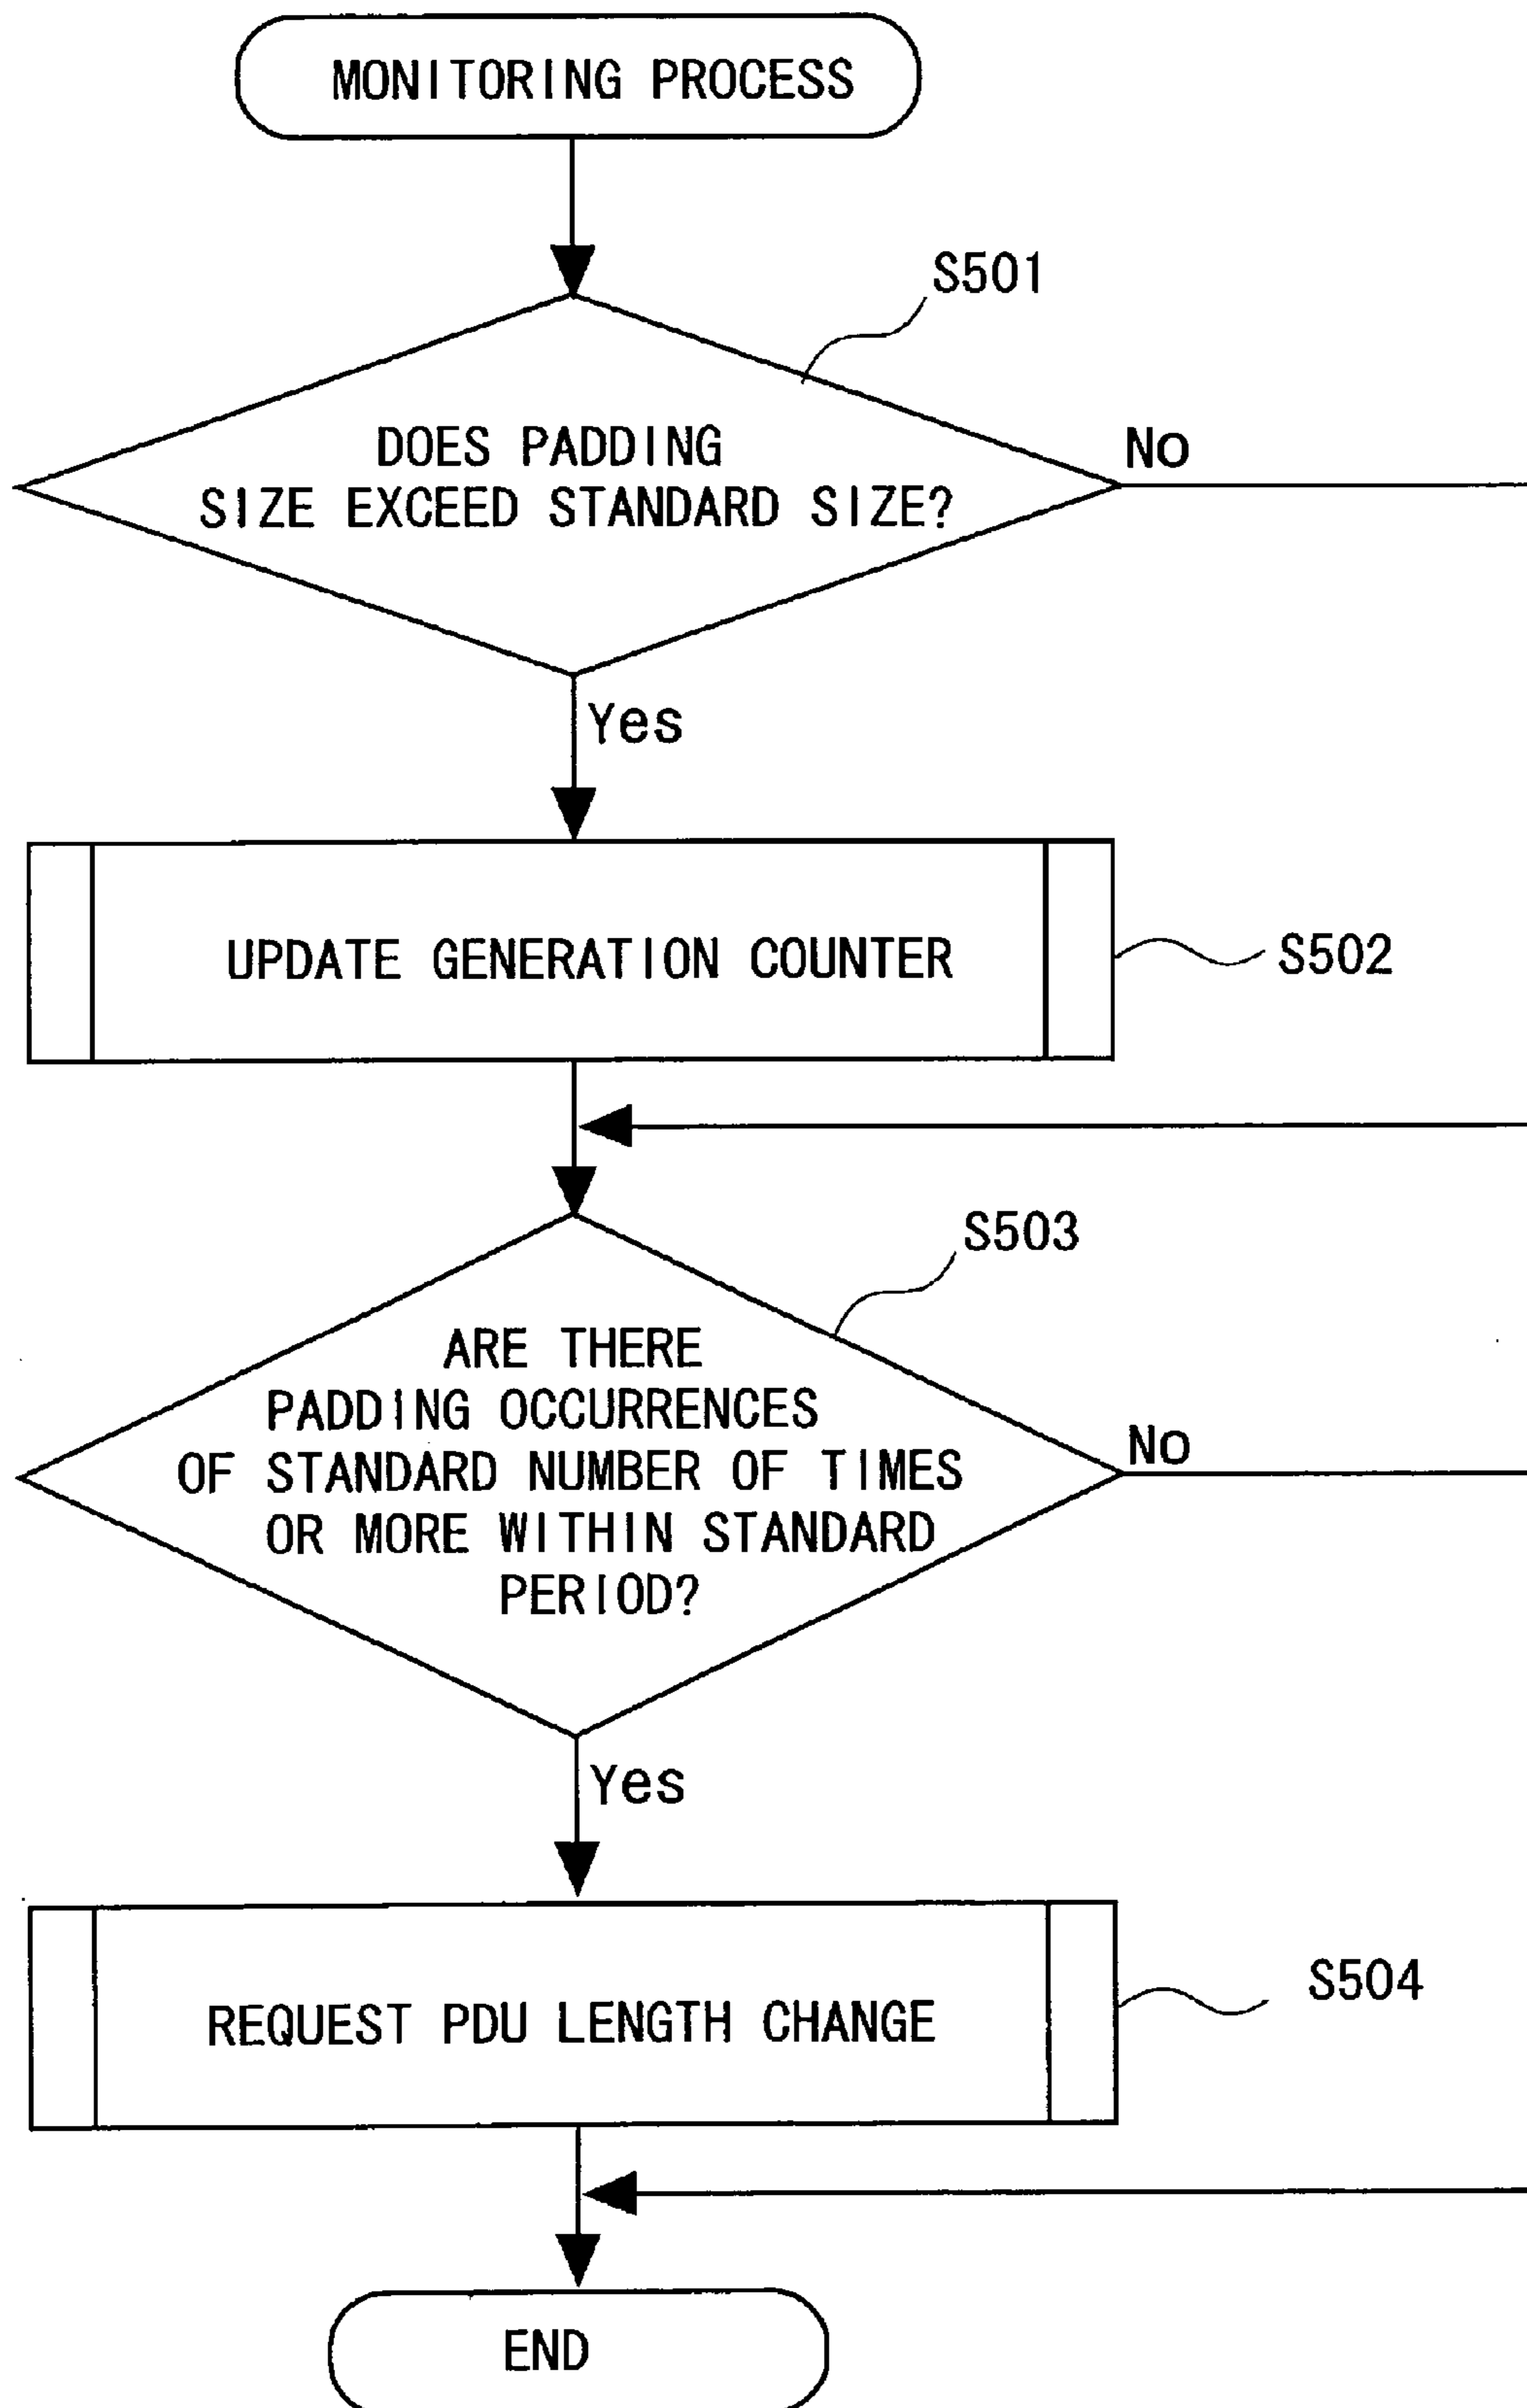 MONITORING PROCESS
S501
DOES PADDING
SIZE EXCEED STANDARD SIZE?
No
Yes
UPDATE GENERATION COUNTER
S502
S503
ARE THERE
PADDING OCCURRENCES
OF STANDARD NUMBER OF TIMES
OR MORE WITHIN STANDARD
PERIOD?
No
Yes
REQUEST PDU LENGTH CHANGE
S504
END